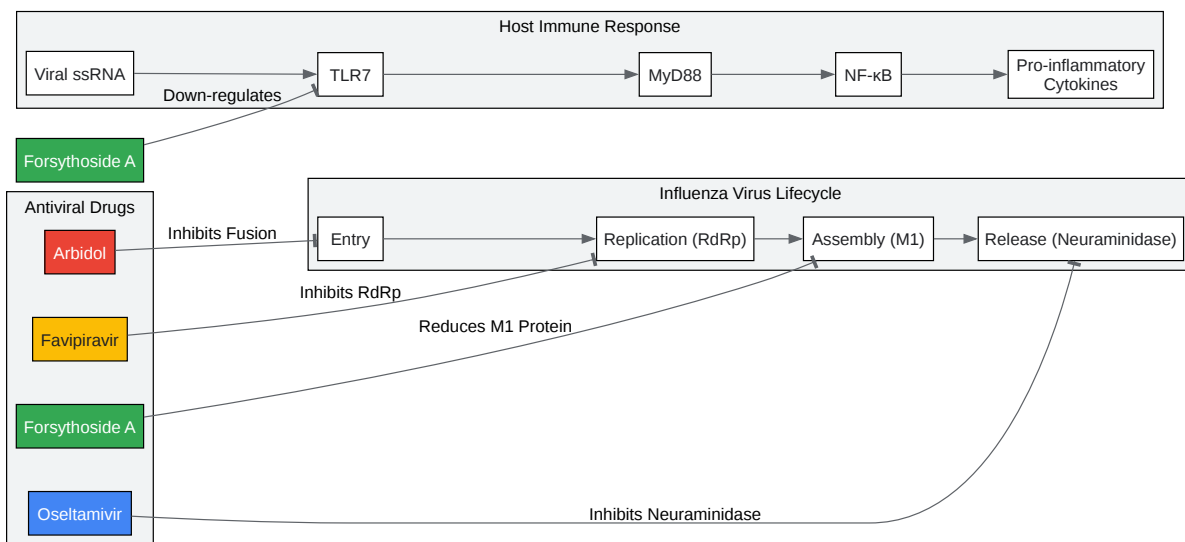 Host Immune Response
Viral ssRNA
TLR7
MyD88
NF-κB
Pro-inflammatory
Cytokines
Down-regulates
Forsythoside A
Influenza Virus Lifecycle
Antiviral Drugs
Arbidol
Inhibits Fusion
Entry
Replication (RdRp)
Assembly (M1)
Release (Neuraminidase)
Inhibits RdRp
Favipiravir
Reduces M1 Protein
Forsythoside A
Oseltamivir
Inhibits Neuraminidase